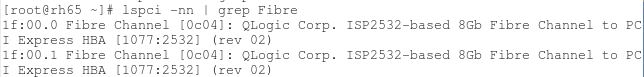 [root@rh65 ~]# lspci -nn | grep Fibre
1f:00.0 Fibre Channel [0c04]: QLogic Corp. ISP2532-based 8Gb Fibre Channel to PC
I Express HBA [1077:2532] (rev 02)
1f:00.1 Fibre Channel [0c04]: QLogic Corp. ISP2532-based 8Gb Fibre Channel to PC
I Express HBA [1077:2532] (rev 02)